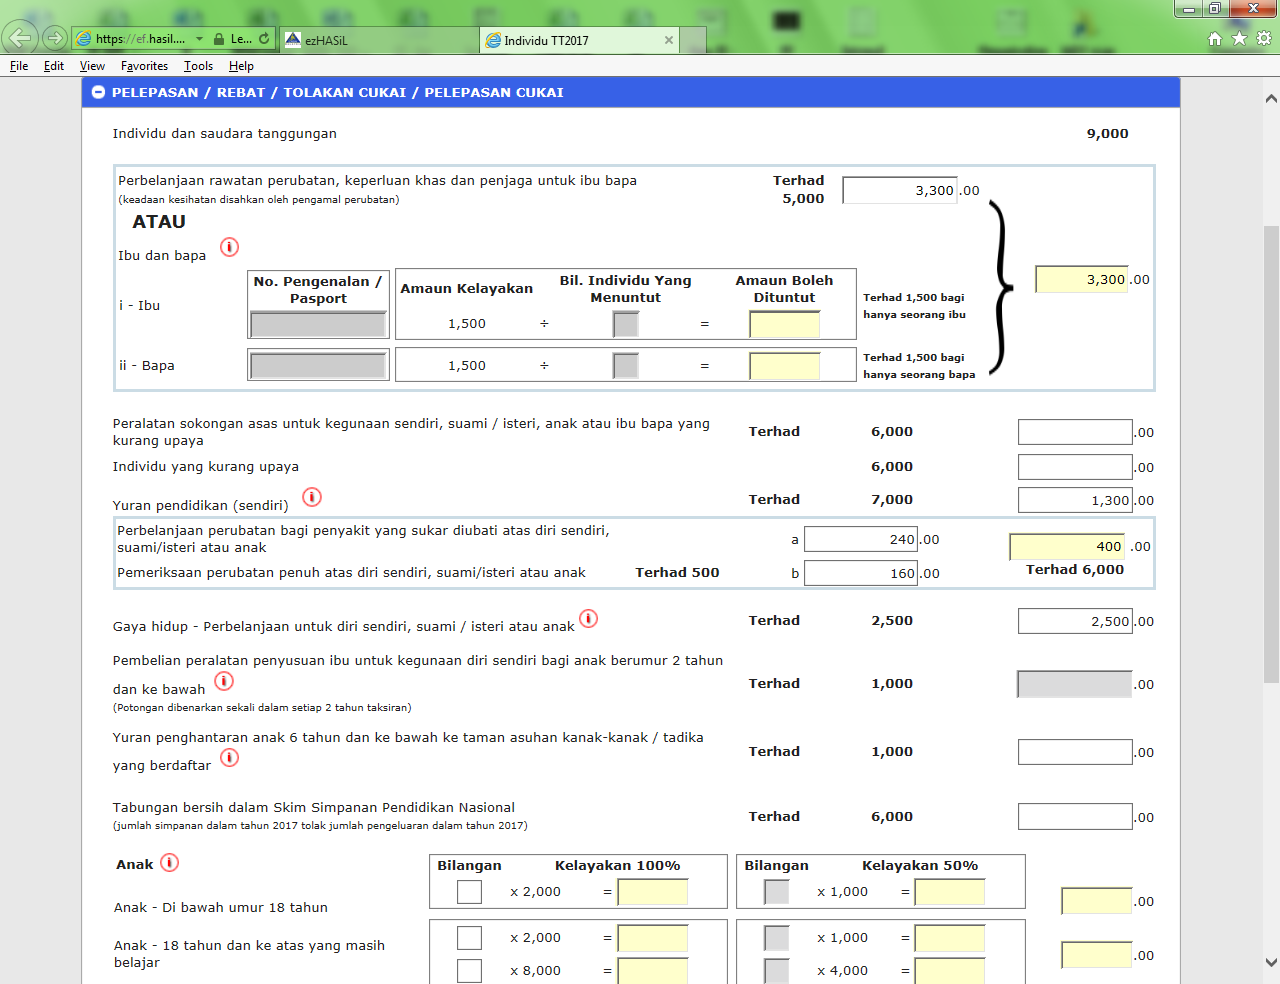 https://ef.hasil.... Le... ezHASiL Individu TT2017
File Edit View Favorites Tools Help
PELEPASAN / REBAT / TOLAKAN CUKAI / PELEPASAN CUKAI
Individu dan saudara tanggungan 9,000
Perbelanjaan rawatan perubatan, keperluan khas dan penjaga untuk ibu bapa Terhad 5,000 3,300 .00
(keadaan kesihatan disahkan oleh pengamal perubatan)
ATAU
Ibu dan bapa
No. Pengenalan / Pasport Amaun Kelayakan Bil. Individu Yang Menuntut Amaun Boleh Dituntut
3,300 .00
i - Ibu 1,500 ÷ = Terhad 1,500 bagi hanya seorang ibu
ii - Bapa 1,500 ÷ = Terhad 1,500 bagi hanya seorang bapa
Peralatan sokongan asas untuk kegunaan sendiri, suami / isteri, anak atau ibu bapa yang
kurang upaya Terhad 6,000 .00
Individu yang kurang upaya 6,000 .00
Yuran pendidikan (sendiri) Terhad 7,000 1,300 .00
Perbelanjaan perubatan bagi penyakit yang sukar diubati atas diri sendiri,
suami/isteri atau anak a 240 .00 400 .00
Pemeriksaan perubatan penuh atas diri sendiri, suami/isteri atau anak Terhad 500 b 160 .00 Terhad 6,000
Gaya hidup - Perbelanjaan untuk diri sendiri, suami / isteri atau anak Terhad 2,500 2,500 .00
Pembelian peralatan penyusuan ibu untuk kegunaan diri sendiri bagi anak berumur 2 tahun
dan ke bawah Terhad 1,000 .00
(Potongan dibenarkan sekali dalam setiap 2 tahun taksiran)
Yuran penghantaran anak 6 tahun dan ke bawah ke taman asuhan kanak-kanak / tadika
yang berdaftar Terhad 1,000 .00
Tabungan bersih dalam Skim Simpanan Pendidikan Nasional Terhad 6,000 .00
(jumlah simpanan dalam tahun 2017 tolak jumlah pengeluaran dalam tahun 2017)
Anak Bilangan Kelayakan 100% Bilangan Kelayakan 50%
Anak - Di bawah umur 18 tahun x 2,000 = x 1,000 = .00
Anak - 18 tahun dan ke atas yang masih
belajar x 2,000 = x 1,000 = .00
x 8,000 = x 4,000 =